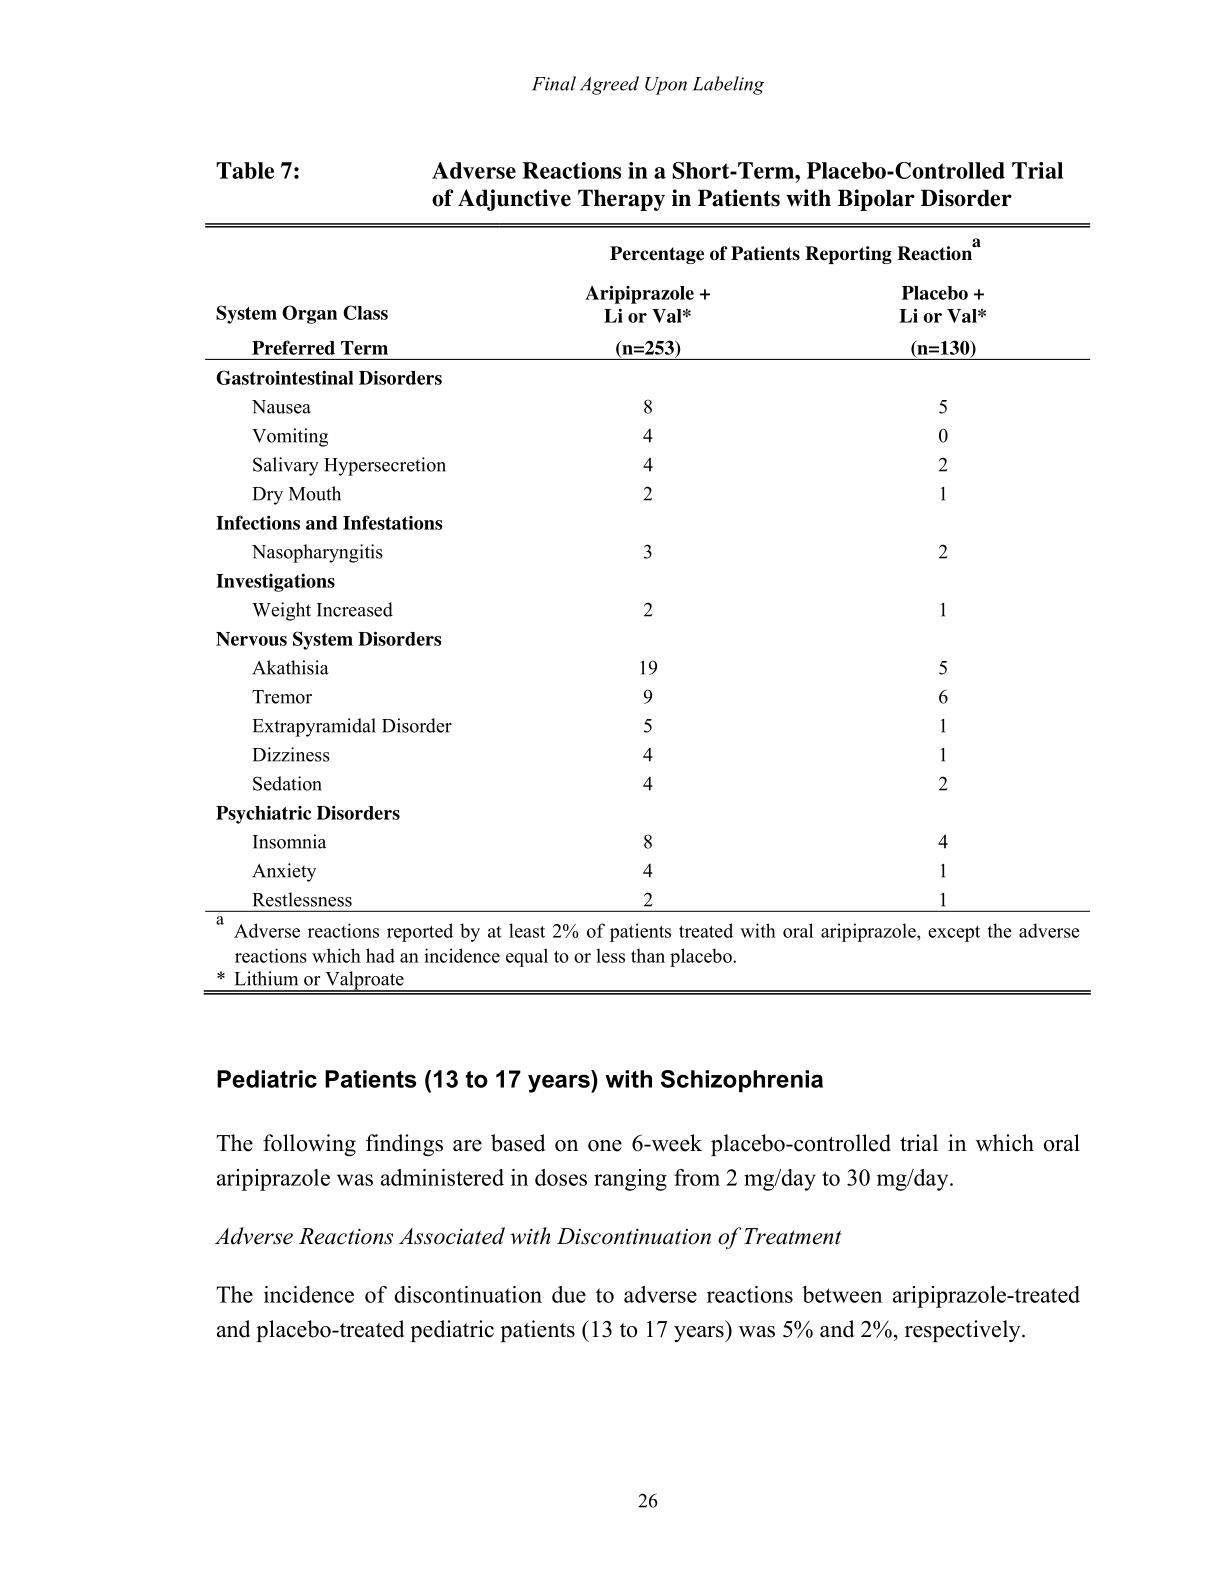 Final Agreed Upon Labeling
Table 7: Adverse Reactions in a Short-Term, Placebo-Controlled Trial
of Adjunctive Therapy in Patients with Bipolar Disorder
Percentage of Patients Reporting Reactiona
Aripiprazole + Placebo +
System Organ Class Li or Val* Li or Val*
Preferred Term (n=253) (n=130)
Gastrointestinal Disorders
Nausea 8 5
Vomiting 4 0
Salivary Hypersecretion 4 2
Dry Mouth 2 1
Infections and Infestations
Nasopharyngitis 3 2
Investigations
Weight Increased 2 1
Nervous System Disorders
Akathisia 19 5
Tremor 9 6
Extrapyramidal Disorder 5 1
Dizziness 4 1
Sedation 4 2
Psychiatric Disorders
Insomnia 8 4
Anxiety 4 1
Restlessness 2 1
a Adverse reactions reported by at least 2% of patients treated with oral aripiprazole, except the adverse
reactions which had an incidence equal to or less than placebo.
* Lithium or Valproate
Pediatric Patients (13 to 17 years) with Schizophrenia
The following findings are based on one 6-week placebo-controlled trial in which oral
aripiprazole was administered in doses ranging from 2 mg/day to 30 mg/day.
Adverse Reactions Associated with Discontinuation of Treatment
The incidence of discontinuation due to adverse reactions between aripiprazole-treated
and placebo-treated pediatric patients (13 to 17 years) was 5% and 2%, respectively.
26